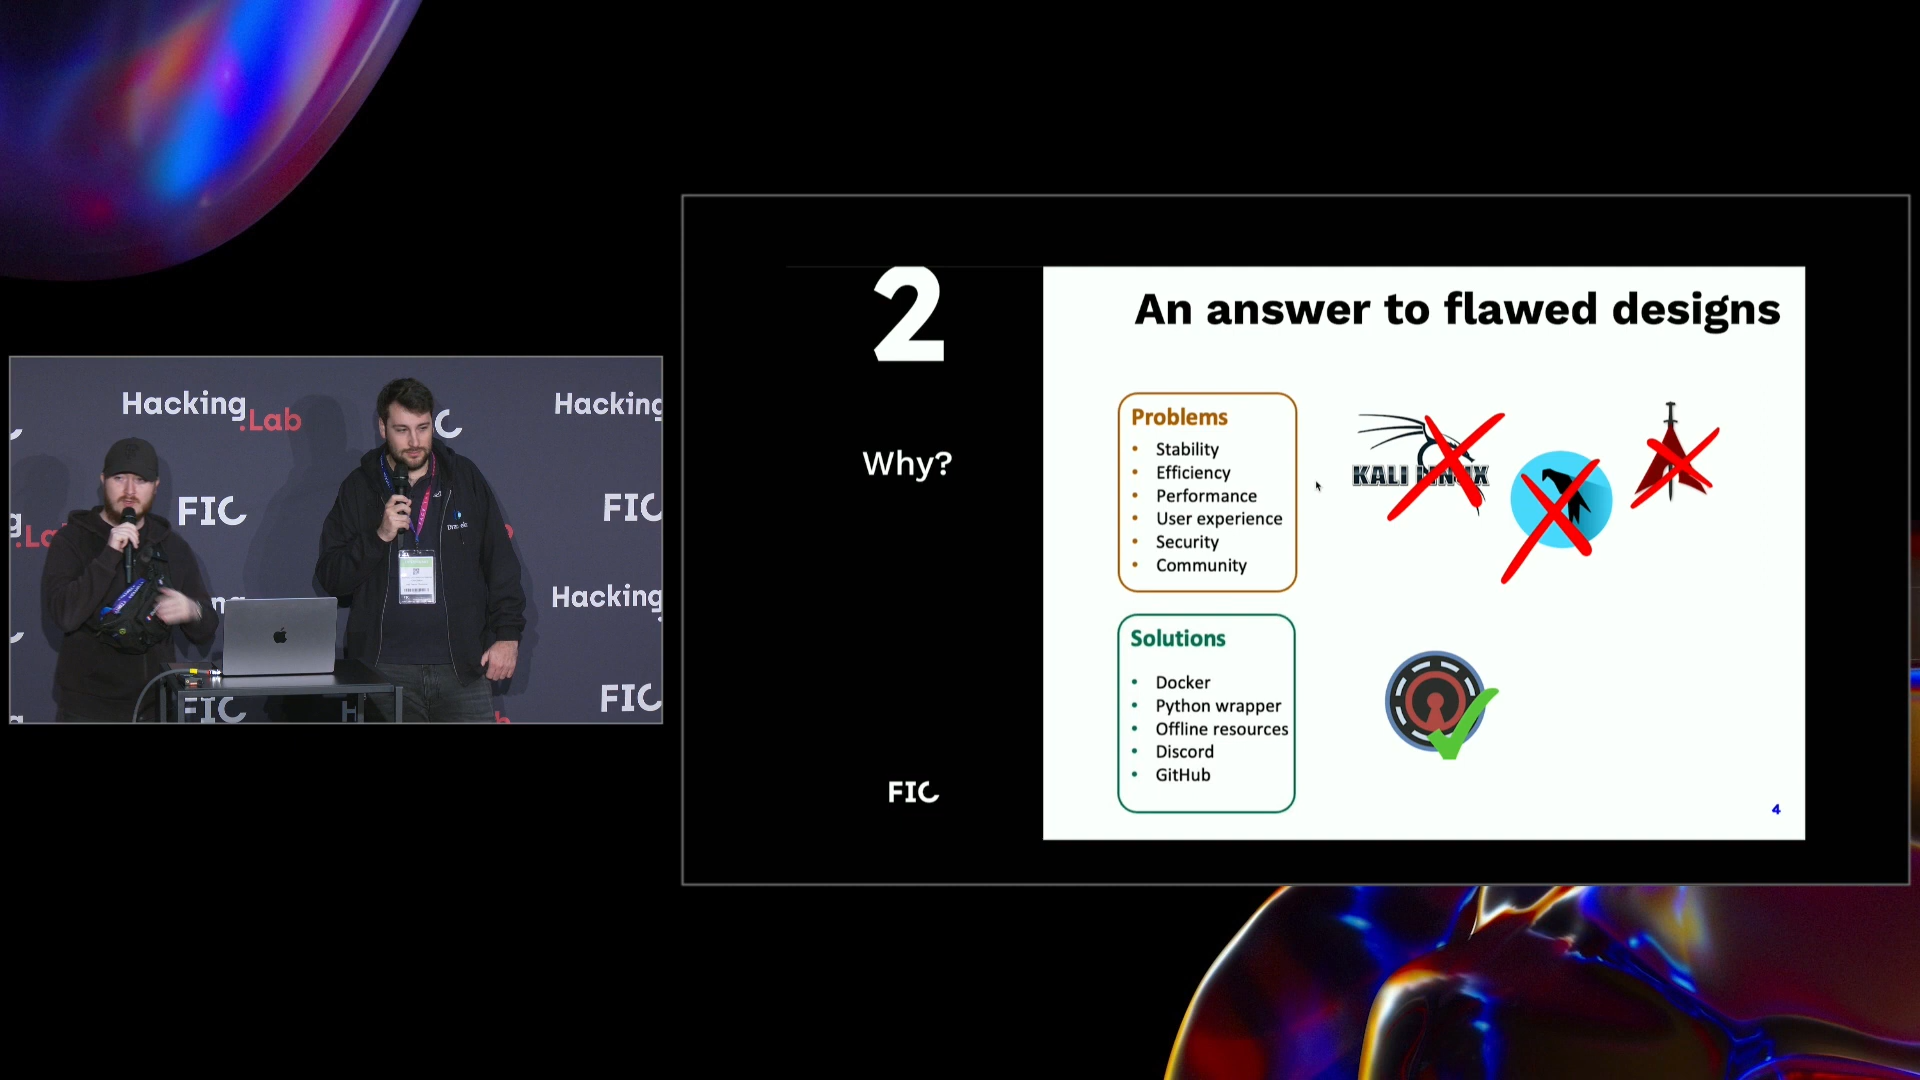 Hacking
.Lab
Hacking
FIC
FIC
Hacking
FIC
FIC
2
Why?
FIC
An answer to flawed designs
Problems
• Stability
• Efficiency
• Performance
• User experience
• Security
• Community
KALI LINUX
Solutions
• Docker
• Python wrapper
• Offline resources
• Discord
• GitHub
4